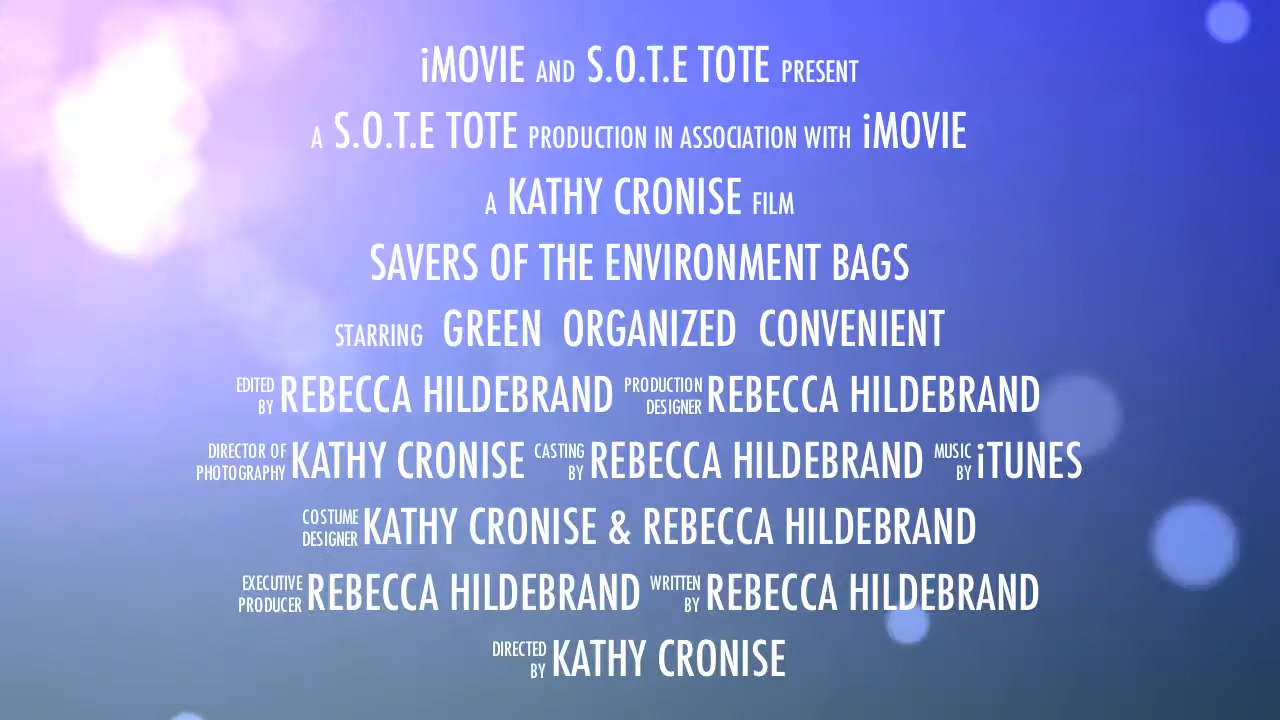 iMOVIE AND S.O.T.E TOTE PRESENT
A S.O.T.E TOTE PRODUCTION IN ASSOCIATION WITH iMOVIE
A KATHY CRONISE FILM
SAVERS OF THE ENVIRONMENT BAGS
STARRING GREEN ORGANIZED CONVENIENT
EDITED BY REBECCA HILDEBRAND PRODUCTION DESIGNER REBECCA HILDEBRAND
DIRECTOR OF PHOTOGRAPHY KATHY CRONISE CASTING BY REBECCA HILDEBRAND MUSIC BY iTUNES
COSTUME DESIGNER KATHY CRONISE & REBECCA HILDEBRAND
EXECUTIVE PRODUCER REBECCA HILDEBRAND WRITTEN BY REBECCA HILDEBRAND
DIRECTED BY KATHY CRONISE